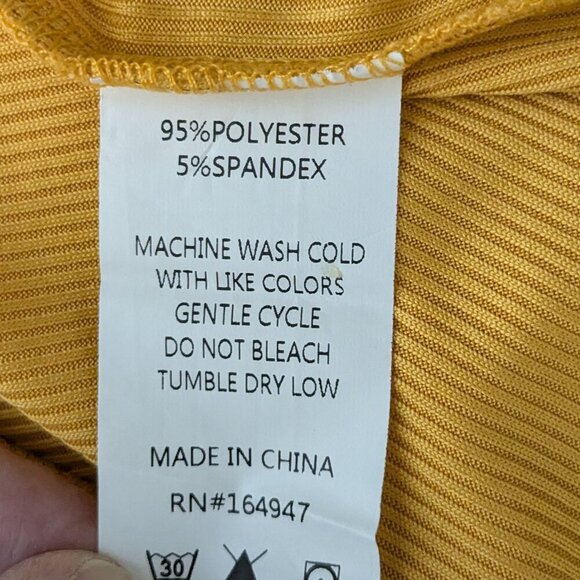 95%POLYESTER
5%SPANDEX
MACHINE WASH COLD
WITH LIKE COLORS
GENTLE CYCLE
DO NOT BLEACH
TUMBLE DRY LOW
MADE IN CHINA
RN#164947
30